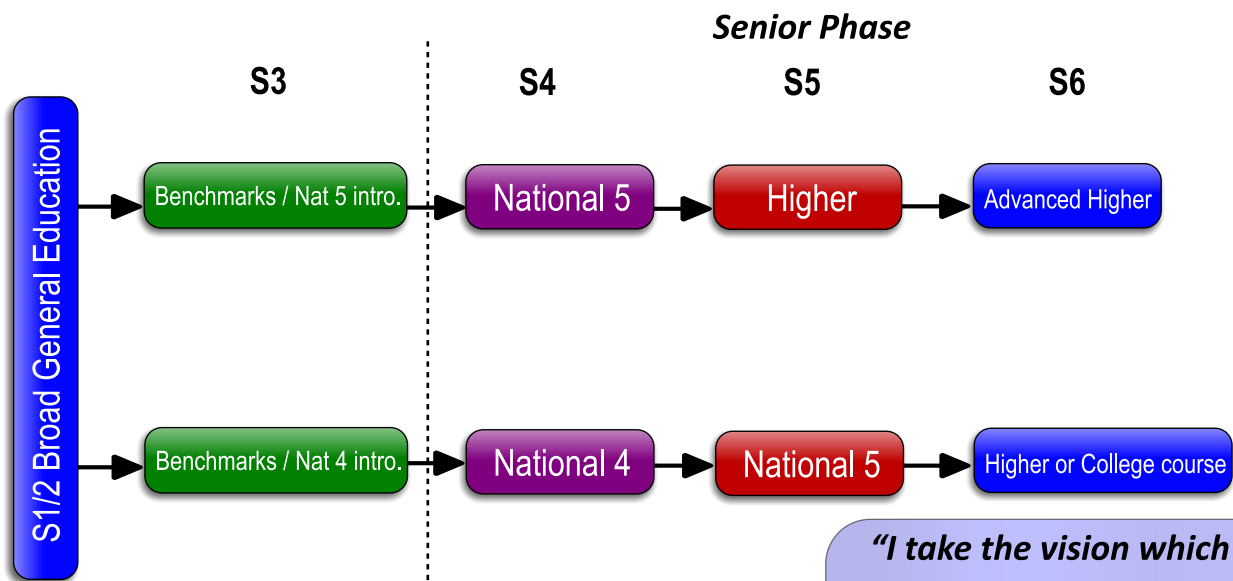 Senior Phase
S3
S4
S5
S6
S1/2 Broad General Education
Benchmarks / Nat 5 intro.
National 5
Higher
Advanced Higher
Benchmarks / Nat 4 intro.
National 4
National 5
Higher or College course
“I take the vision which